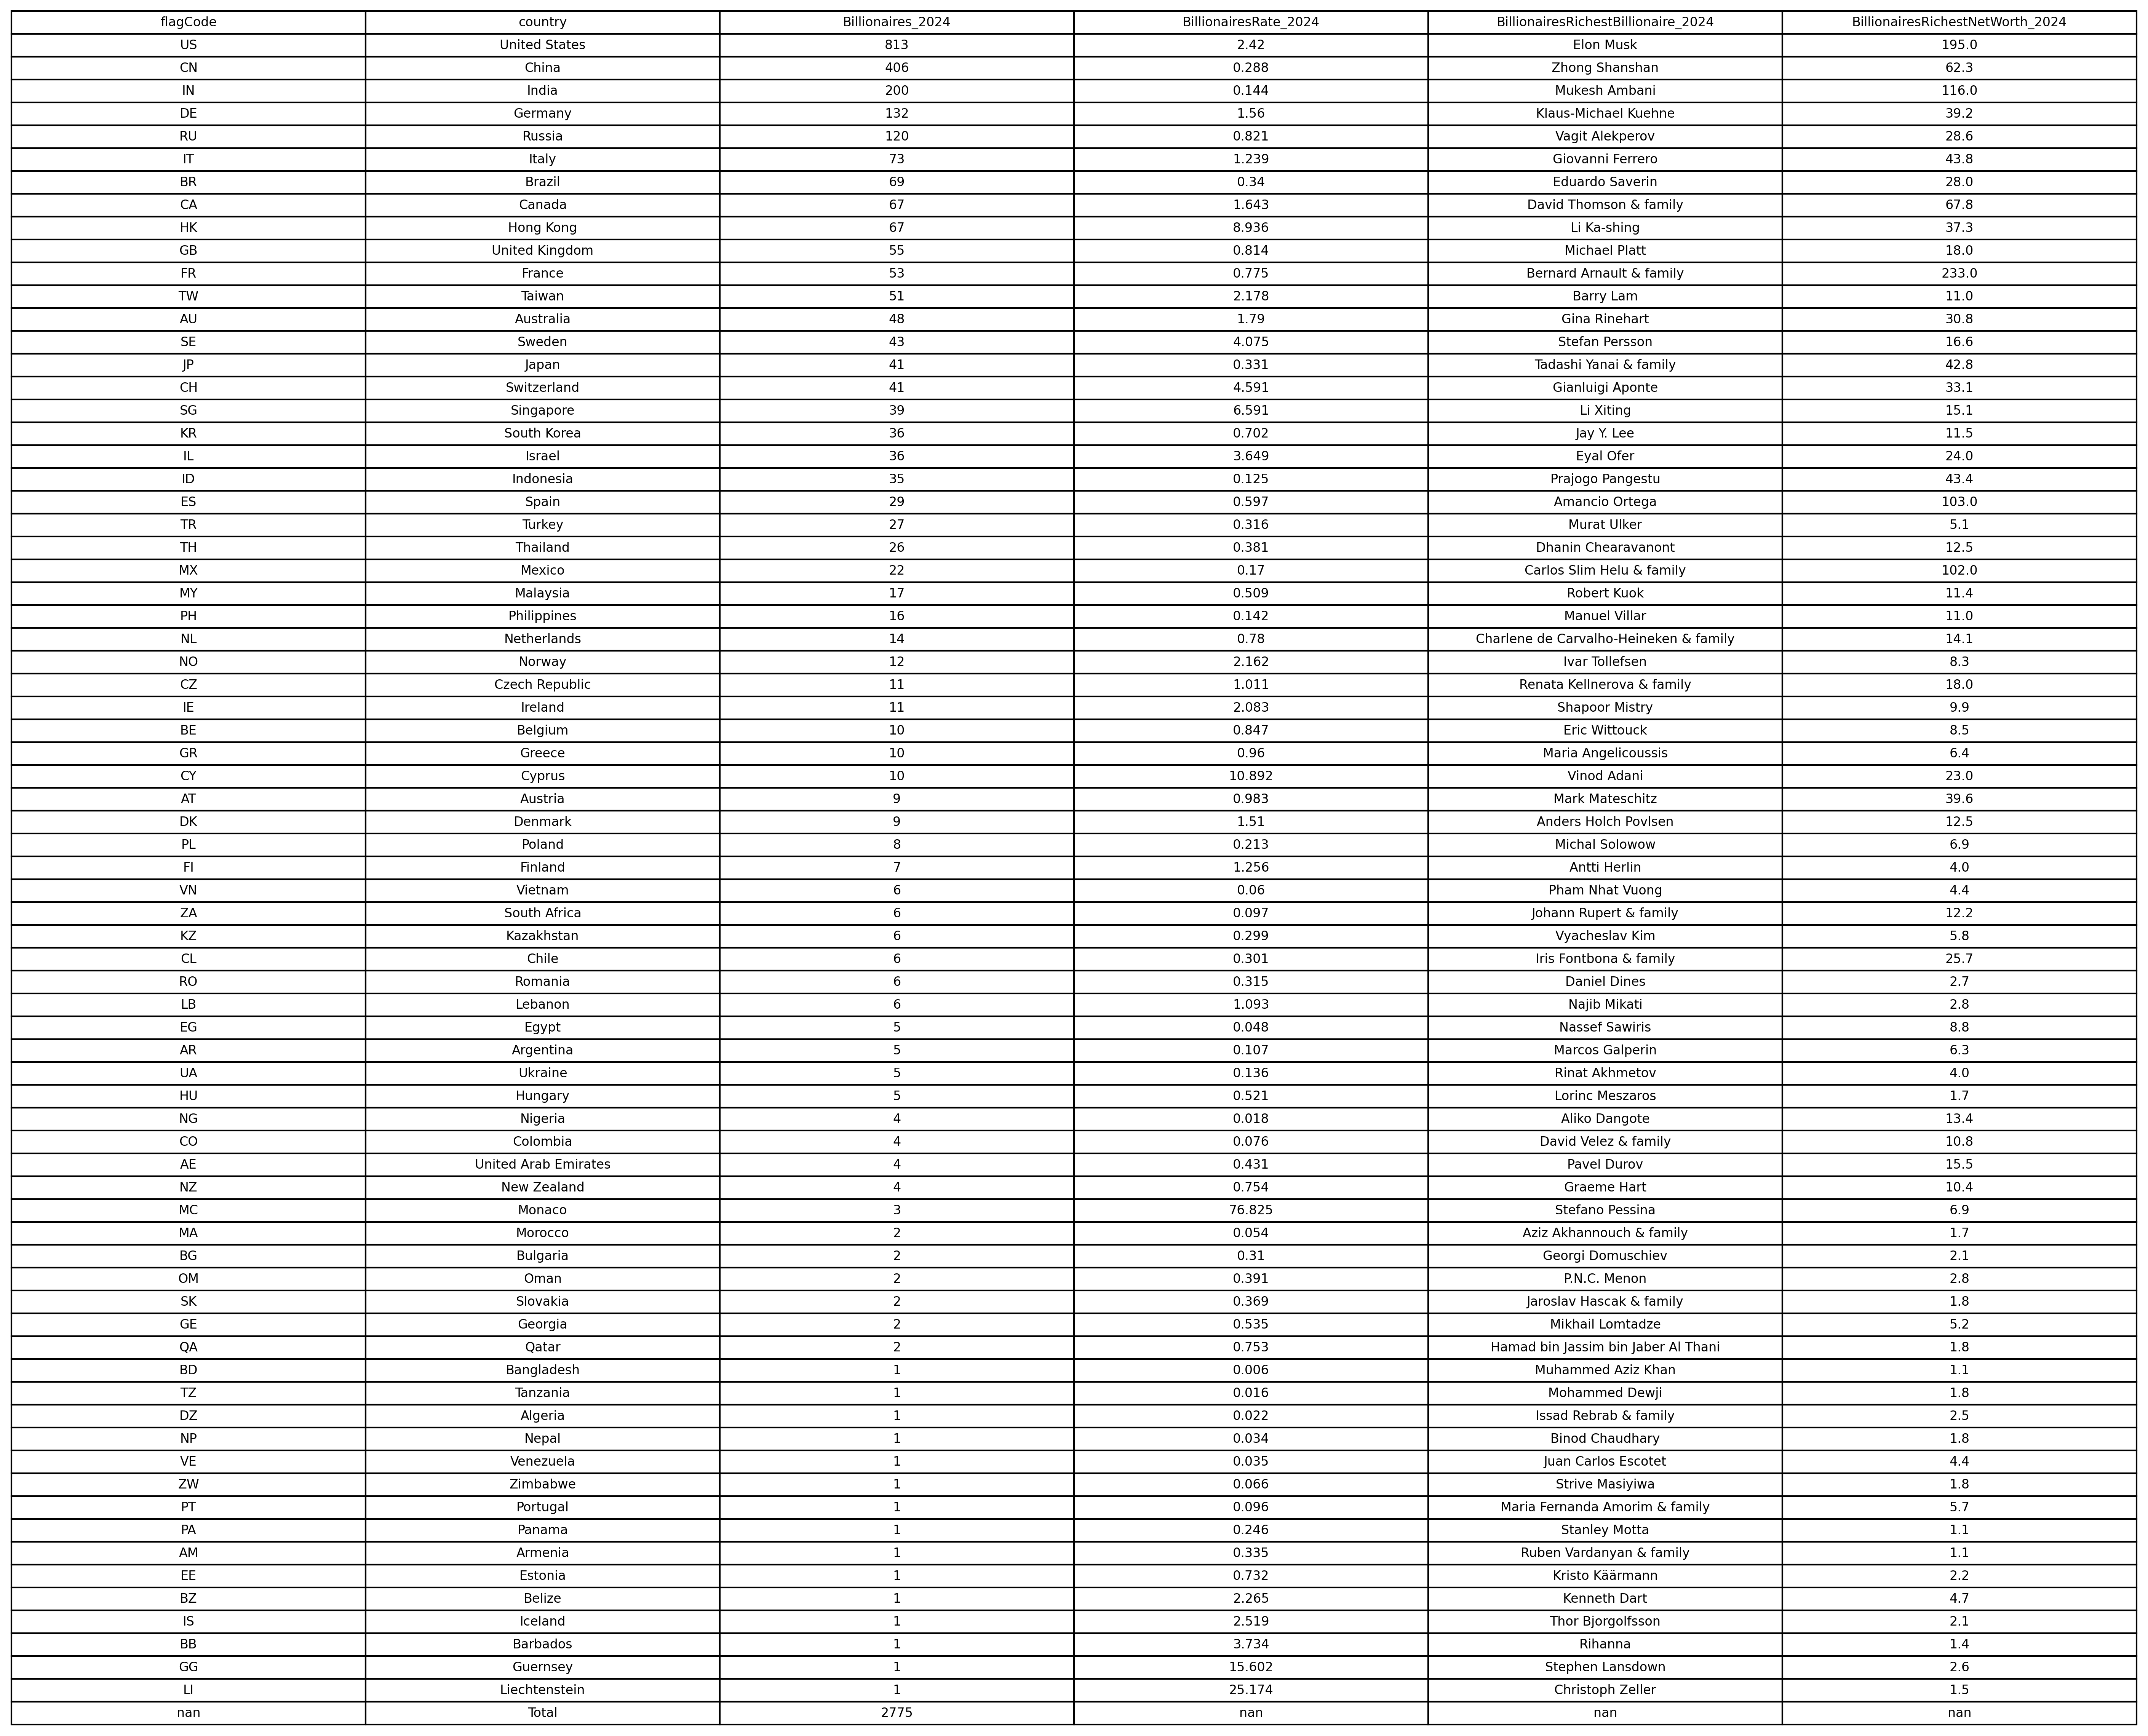 flagCode country Billionaires_2024 BillionairesRate_2024 BillionairesRichestBillionaire_2024 BillionairesRichestNetWorth_2024
US United States 813 2.42 Elon Musk 195.0
CN China 406 0.288 Zhong Shanshan 62.3
IN India 200 0.144 Mukesh Ambani 116.0
DE Germany 132 1.56 Klaus-Michael Kuehne 39.2
RU Russia 120 0.821 Vagit Alekperov 28.6
IT Italy 73 1.239 Giovanni Ferrero 43.8
BR Brazil 69 0.34 Eduardo Saverin 28.0
CA Canada 67 1.643 David Thomson & family 67.8
HK Hong Kong 67 8.936 Li Ka-shing 37.3
GB United Kingdom 55 0.814 Michael Platt 18.0
FR France 53 0.775 Bernard Arnault & family 233.0
TW Taiwan 51 2.178 Barry Lam 11.0
AU Australia 48 1.79 Gina Rinehart 30.8
SE Sweden 43 4.075 Stefan Persson 16.6
JP Japan 41 0.331 Tadashi Yanai & family 42.8
CH Switzerland 41 4.591 Gianluigi Aponte 33.1
SG Singapore 39 6.591 Li Xiting 15.1
KR South Korea 36 0.702 Jay Y. Lee 11.5
IL Israel 36 3.649 Eyal Ofer 24.0
ID Indonesia 35 0.125 Prajogo Pangestu 43.4
ES Spain 29 0.597 Amancio Ortega 103.0
TR Turkey 27 0.316 Murat Ulker 5.1
TH Thailand 26 0.381 Dhanin Chearavanont 12.5
MX Mexico 22 0.17 Carlos Slim Helu & family 102.0
MY Malaysia 17 0.509 Robert Kuok 11.4
PH Philippines 16 0.142 Manuel Villar 11.0
NL Netherlands 14 0.78 Charlene de Carvalho-Heineken & family 14.1
NO Norway 12 2.162 Ivar Tollefsen 8.3
CZ Czech Republic 11 1.011 Renata Kellnerova & family 18.0
IE Ireland 11 2.083 Shapoor Mistry 9.9
BE Belgium 10 0.847 Eric Wittouck 8.5
GR Greece 10 0.96 Maria Angelicoussis 6.4
CY Cyprus 10 10.892 Vinod Adani 23.0
AT Austria 9 0.983 Mark Mateschitz 39.6
DK Denmark 9 1.51 Anders Holch Povlsen 12.5
PL Poland 8 0.213 Michal Solowow 6.9
FI Finland 7 1.256 Antti Herlin 4.0
VN Vietnam 6 0.06 Pham Nhat Vuong 4.4
ZA South Africa 6 0.097 Johann Rupert & family 12.2
KZ Kazakhstan 6 0.299 Vyacheslav Kim 5.8
CL Chile 6 0.301 Iris Fontbona & family 25.7
RO Romania 6 0.315 Daniel Dines 2.7
LB Lebanon 6 1.093 Najib Mikati 2.8
EG Egypt 5 0.048 Nassef Sawiris 8.8
AR Argentina 5 0.107 Marcos Galperin 6.3
UA Ukraine 5 0.136 Rinat Akhmetov 4.0
HU Hungary 5 0.521 Lorinc Meszaros 1.7
NG Nigeria 4 0.018 Aliko Dangote 13.4
CO Colombia 4 0.076 David Velez & family 10.8
AE United Arab Emirates 4 0.431 Pavel Durov 15.5
NZ New Zealand 4 0.754 Graeme Hart 10.4
MC Monaco 3 76.825 Stefano Pessina 6.9
MA Morocco 2 0.054 Aziz Akhannouch & family 1.7
BG Bulgaria 2 0.31 Georgi Domuschiev 2.1
OM Oman 2 0.391 P.N.C. Menon 2.8
SK Slovakia 2 0.369 Jaroslav Hascak & family 1.8
GE Georgia 2 0.535 Mikhail Lomtadze 5.2
QA Qatar 2 0.753 Hamad bin Jassim bin Jaber Al Thani 1.8
BD Bangladesh 1 0.006 Muhammed Aziz Khan 1.1
TZ Tanzania 1 0.016 Mohammed Dewji 1.8
DZ Algeria 1 0.022 Issad Rebrab & family 2.5
NP Nepal 1 0.034 Binod Chaudhary 1.8
VE Venezuela 1 0.035 Juan Carlos Escotet 4.4
ZW Zimbabwe 1 0.066 Strive Masiyiwa 1.8
PT Portugal 1 0.096 Maria Fernanda Amorim & family 5.7
PA Panama 1 0.246 Stanley Motta 1.1
AM Armenia 1 0.335 Ruben Vardanyan & family 1.1
EE Estonia 1 0.732 Kristo Käärmann 2.2
BZ Belize 1 2.265 Kenneth Dart 4.7
IS Iceland 1 2.519 Thor Bjorgolfsson 2.1
BB Barbados 1 3.734 Rihanna 1.4
GG Guernsey 1 15.602 Stephen Lansdown 2.6
LI Liechtenstein 1 25.174 Christoph Zeller 1.5
nan Total 2775 nan nan nan